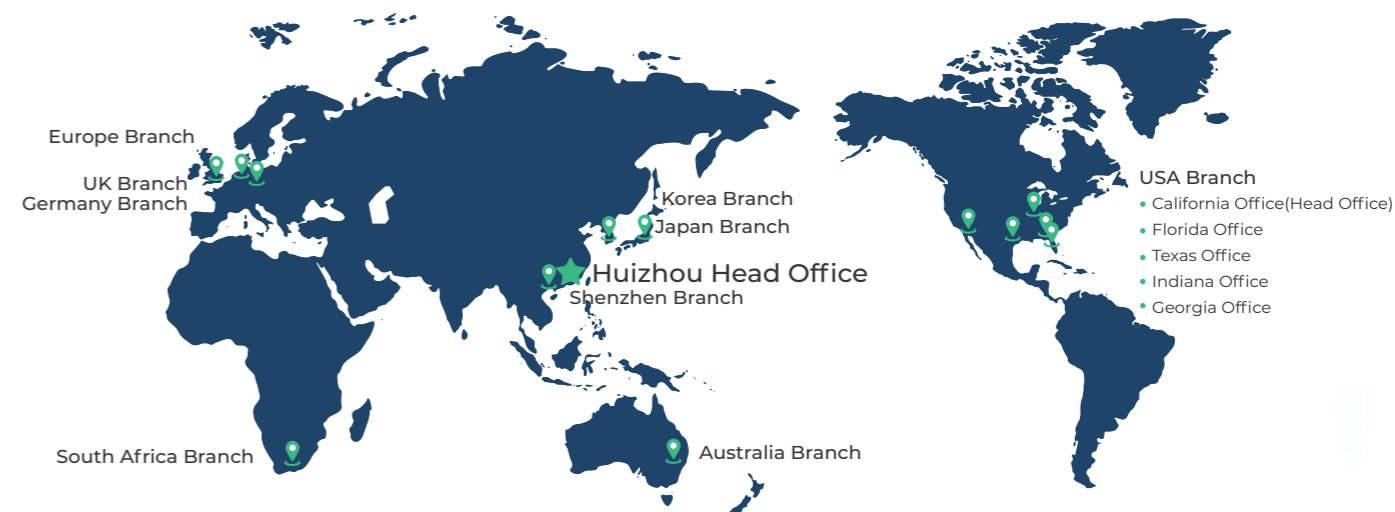 Europe Branch
UK Branch
Germany Branch
Korea Branch
Japan Branch
Huizhou Head Office
Shenzhen Branch
South Africa Branch
Australia Branch
USA Branch
California Office(Head Office)
Florida Office
Texas Office
Indiana Office
Georgia Office